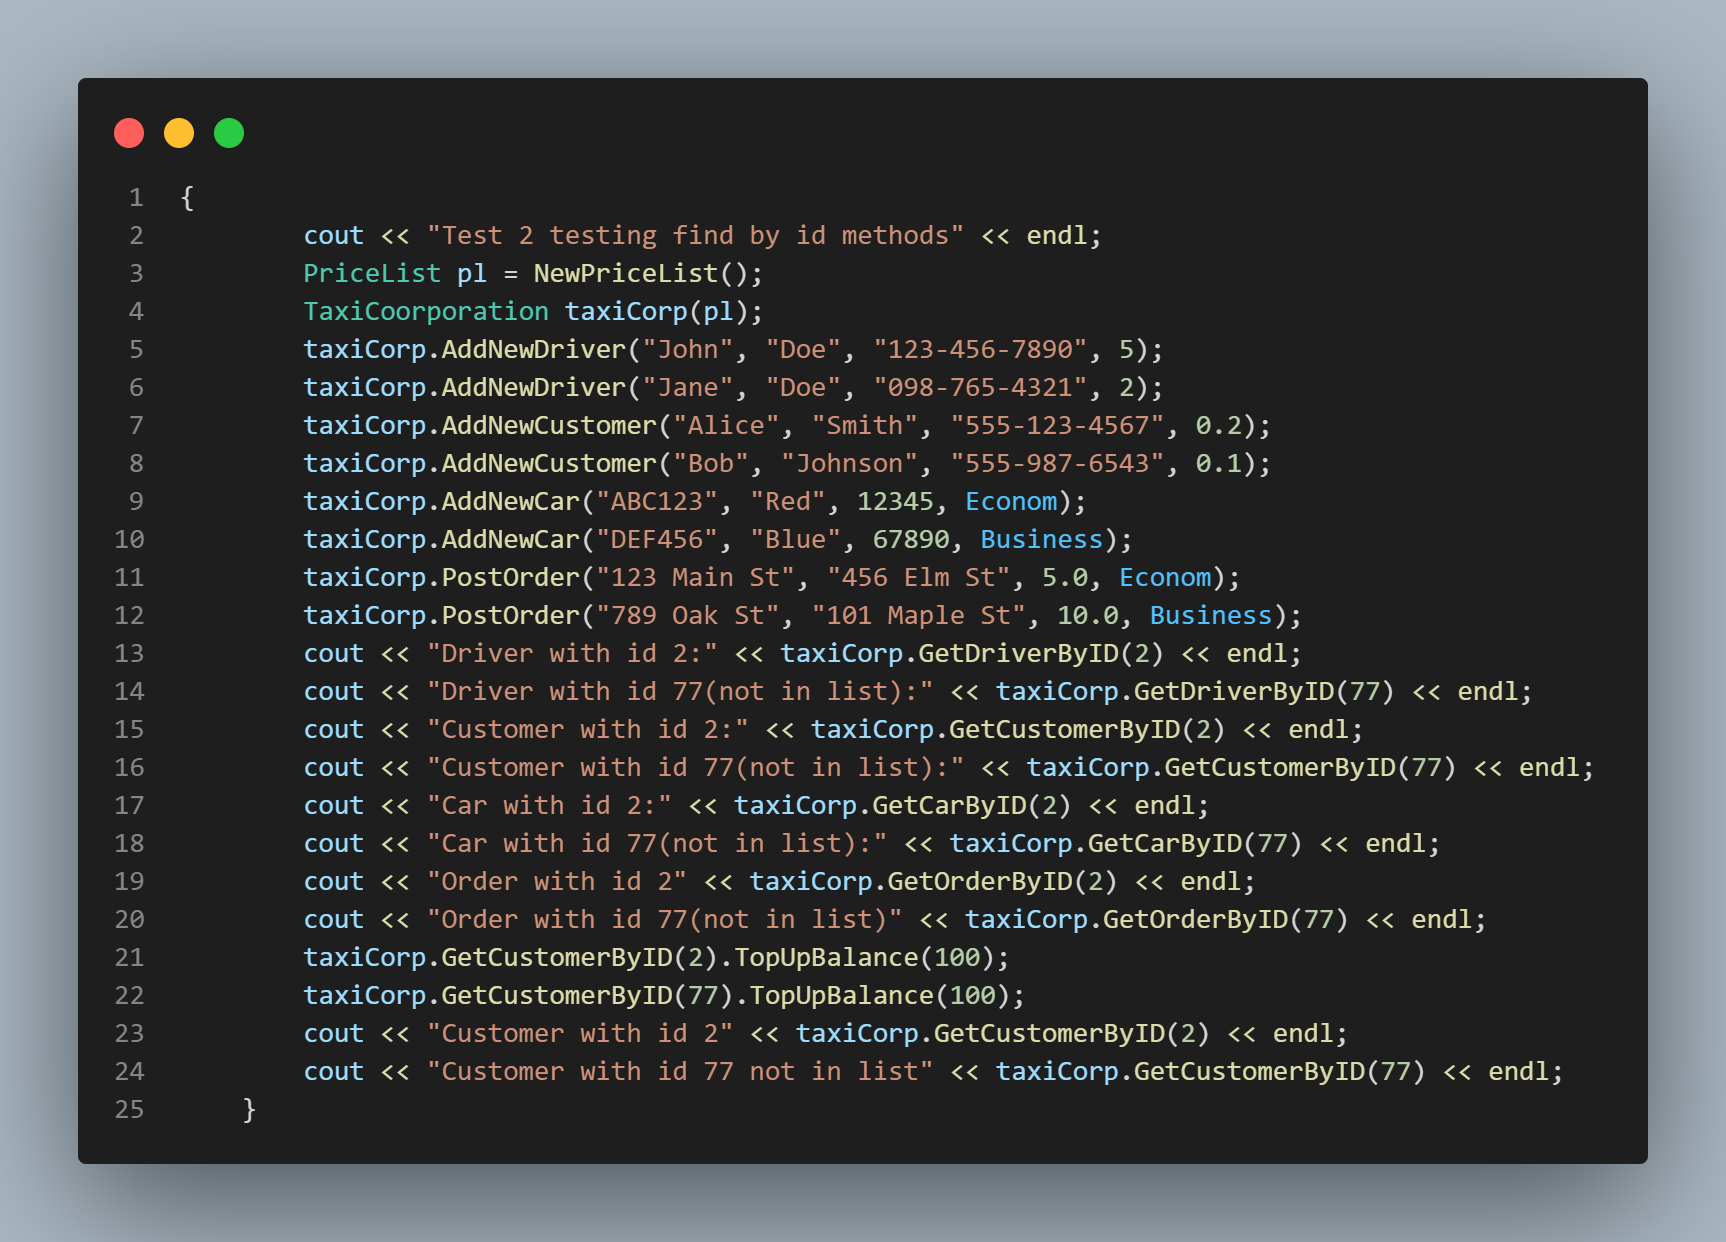 1 {
2 cout << "Test 2 testing find by id methods" << endl;
3 PriceList pl = NewPriceList();
4 TaxiCoorporation taxiCorp(pl);
5 taxiCorp.AddNewDriver("John", "Doe", "123-456-7890", 5);
6 taxiCorp.AddNewDriver("Jane", "Doe", "098-765-4321", 2);
7 taxiCorp.AddNewCustomer("Alice", "Smith", "555-123-4567", 0.2);
8 taxiCorp.AddNewCustomer("Bob", "Johnson", "555-987-6543", 0.1);
9 taxiCorp.AddNewCar("ABC123", "Red", 12345, Econom);
10 taxiCorp.AddNewCar("DEF456", "Blue", 67890, Business);
11 taxiCorp.PostOrder("123 Main St", "456 Elm St", 5.0, Econom);
12 taxiCorp.PostOrder("789 Oak St", "101 Maple St", 10.0, Business);
13 cout << "Driver with id 2:" << taxiCorp.GetDriverByID(2) << endl;
14 cout << "Driver with id 77(not in list):" << taxiCorp.GetDriverByID(77) << endl;
15 cout << "Customer with id 2:" << taxiCorp.GetCustomerByID(2) << endl;
16 cout << "Customer with id 77(not in list):" << taxiCorp.GetCustomerByID(77) << endl;
17 cout << "Car with id 2:" << taxiCorp.GetCarByID(2) << endl;
18 cout << "Car with id 77(not in list):" << taxiCorp.GetCarByID(77) << endl;
19 cout << "Order with id 2" << taxiCorp.GetOrderByID(2) << endl;
20 cout << "Order with id 77(not in list)" << taxiCorp.GetOrderByID(77) << endl;
21 taxiCorp.GetCustomerByID(2).TopUpBalance(100);
22 taxiCorp.GetCustomerByID(77).TopUpBalance(100);
23 cout << "Customer with id 2" << taxiCorp.GetCustomerByID(2) << endl;
24 cout << "Customer with id 77 not in list" << taxiCorp.GetCustomerByID(77) << endl;
25 }